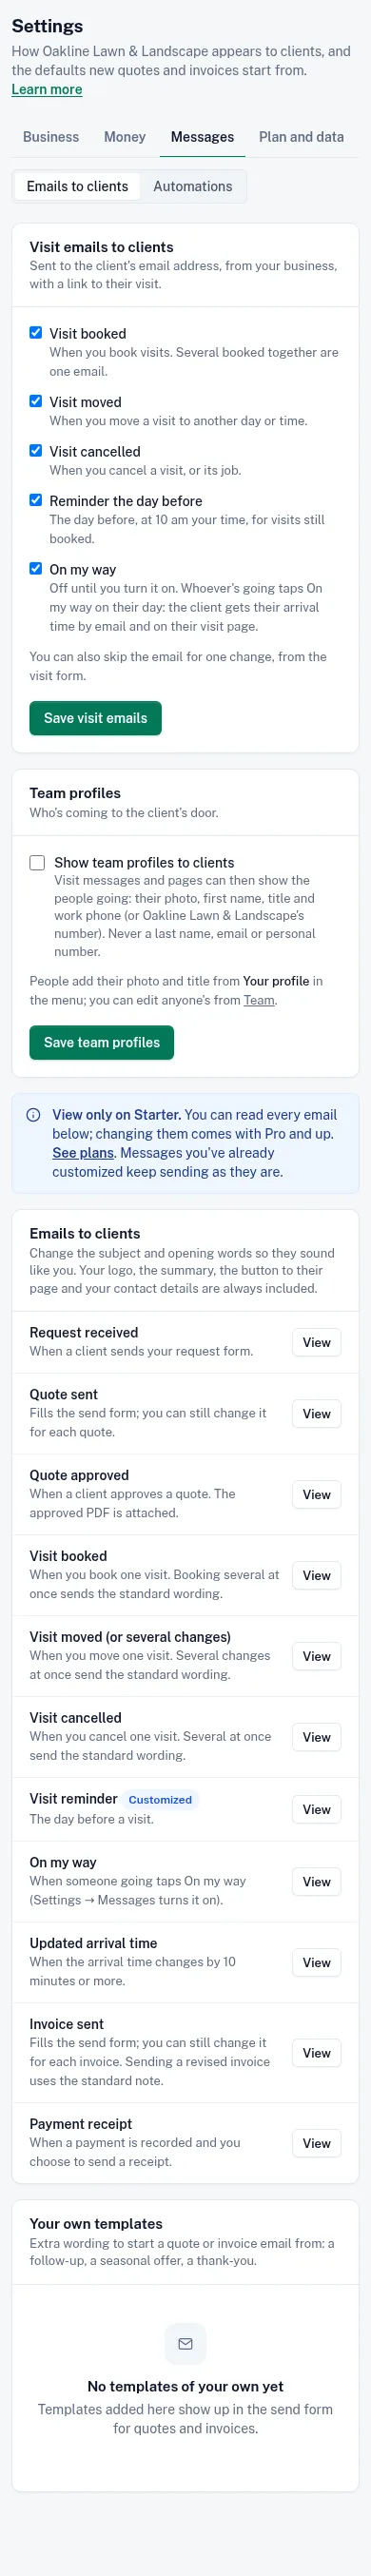 Settings
How Oakline Lawn & Landscape appears to clients, and
the defaults new quotes and invoices start from.
Learn more
Business Money Messages Plan and data
Emails to clients Automations
Visit emails to clients
Sent to the client's email address, from your business,
with a link to their visit.
Visit booked
When you book visits. Several booked together are
one email.
Visit moved
When you move a visit to another day or time.
Visit cancelled
When you cancel a visit, or its job.
Reminder the day before
The day before, at 10 am your time, for visits still
booked.
On my way
Off until you turn it on. Whoever's going taps On
my way on their day: the client gets their arrival
time by email and on their visit page.
You can also skip the email for one change, from the
visit form.
Save visit emails
Team profiles
Who's coming to the client's door.
Show team profiles to clients
Visit messages and pages can then show the
people going: their photo, first name, title and
work phone (or Oakline Lawn & Landscape's
number). Never a last name, email or personal
number.
People add their photo and title from Your profile in
the menu; you can edit anyone's from Team.
Save team profiles
View only on Starter. You can read every email
below; changing them comes with Pro and up.
See plans. Messages you've already
customized keep sending as they are.
Emails to clients
Change the subject and opening words so they sound
like you. Your logo, the summary, the button to their
page and your contact details are always included.
Request received
When a client sends your request form.
View
Quote sent
Fills the send form; you can still change it
for each quote.
View
Quote approved
When a client approves a quote. The
approved PDF is attached.
View
Visit booked
When you book one visit. Booking several at
once sends the standard wording.
View
Visit moved (or several changes)
When you move one visit. Several changes
at once send the standard wording.
View
Visit cancelled
When you cancel one visit. Several at once
send the standard wording.
View
Visit reminder Customized
The day before a visit.
View
On my way
When someone going taps On my way
(Settings → Messages turns it on).
View
Updated arrival time
When the arrival time changes by 10
minutes or more.
View
Invoice sent
Fills the send form; you can still change it
for each invoice. Sending a revised invoice
uses the standard note.
View
Payment receipt
When a payment is recorded and you
choose to send a receipt.
View
Your own templates
Extra wording to start a quote or invoice email from: a
follow-up, a seasonal offer, a thank-you.
No templates of your own yet
Templates added here show up in the send form
for quotes and invoices.